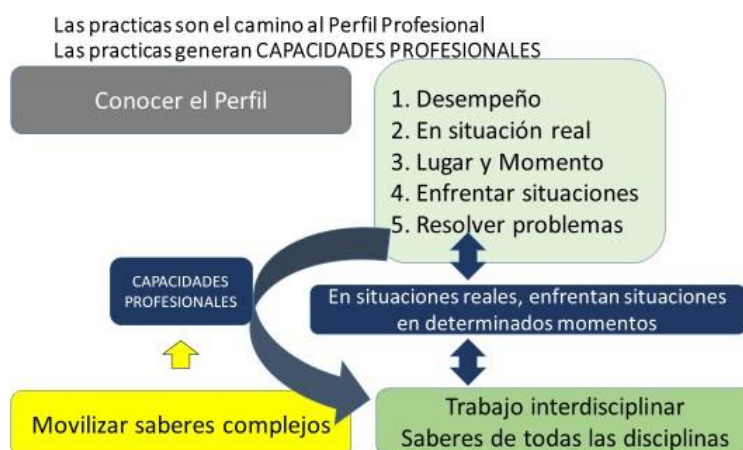 Las practicas son el camino al Perfil Profesional
Las practicas generan CAPACIDADES PROFESIONALES
Conocer el Perfil
1. Desempeño
2. En situación real
3. Lugar y Momento
4. Enfrentar situaciones
5. Resolver problemas
CAPACIDADES
PROFESIONALES
En situaciones reales, enfrentan situaciones
en determinados momentos
Movilizar saberes complejos
Trabajo interdisciplinar
Saberes de todas las disciplinas